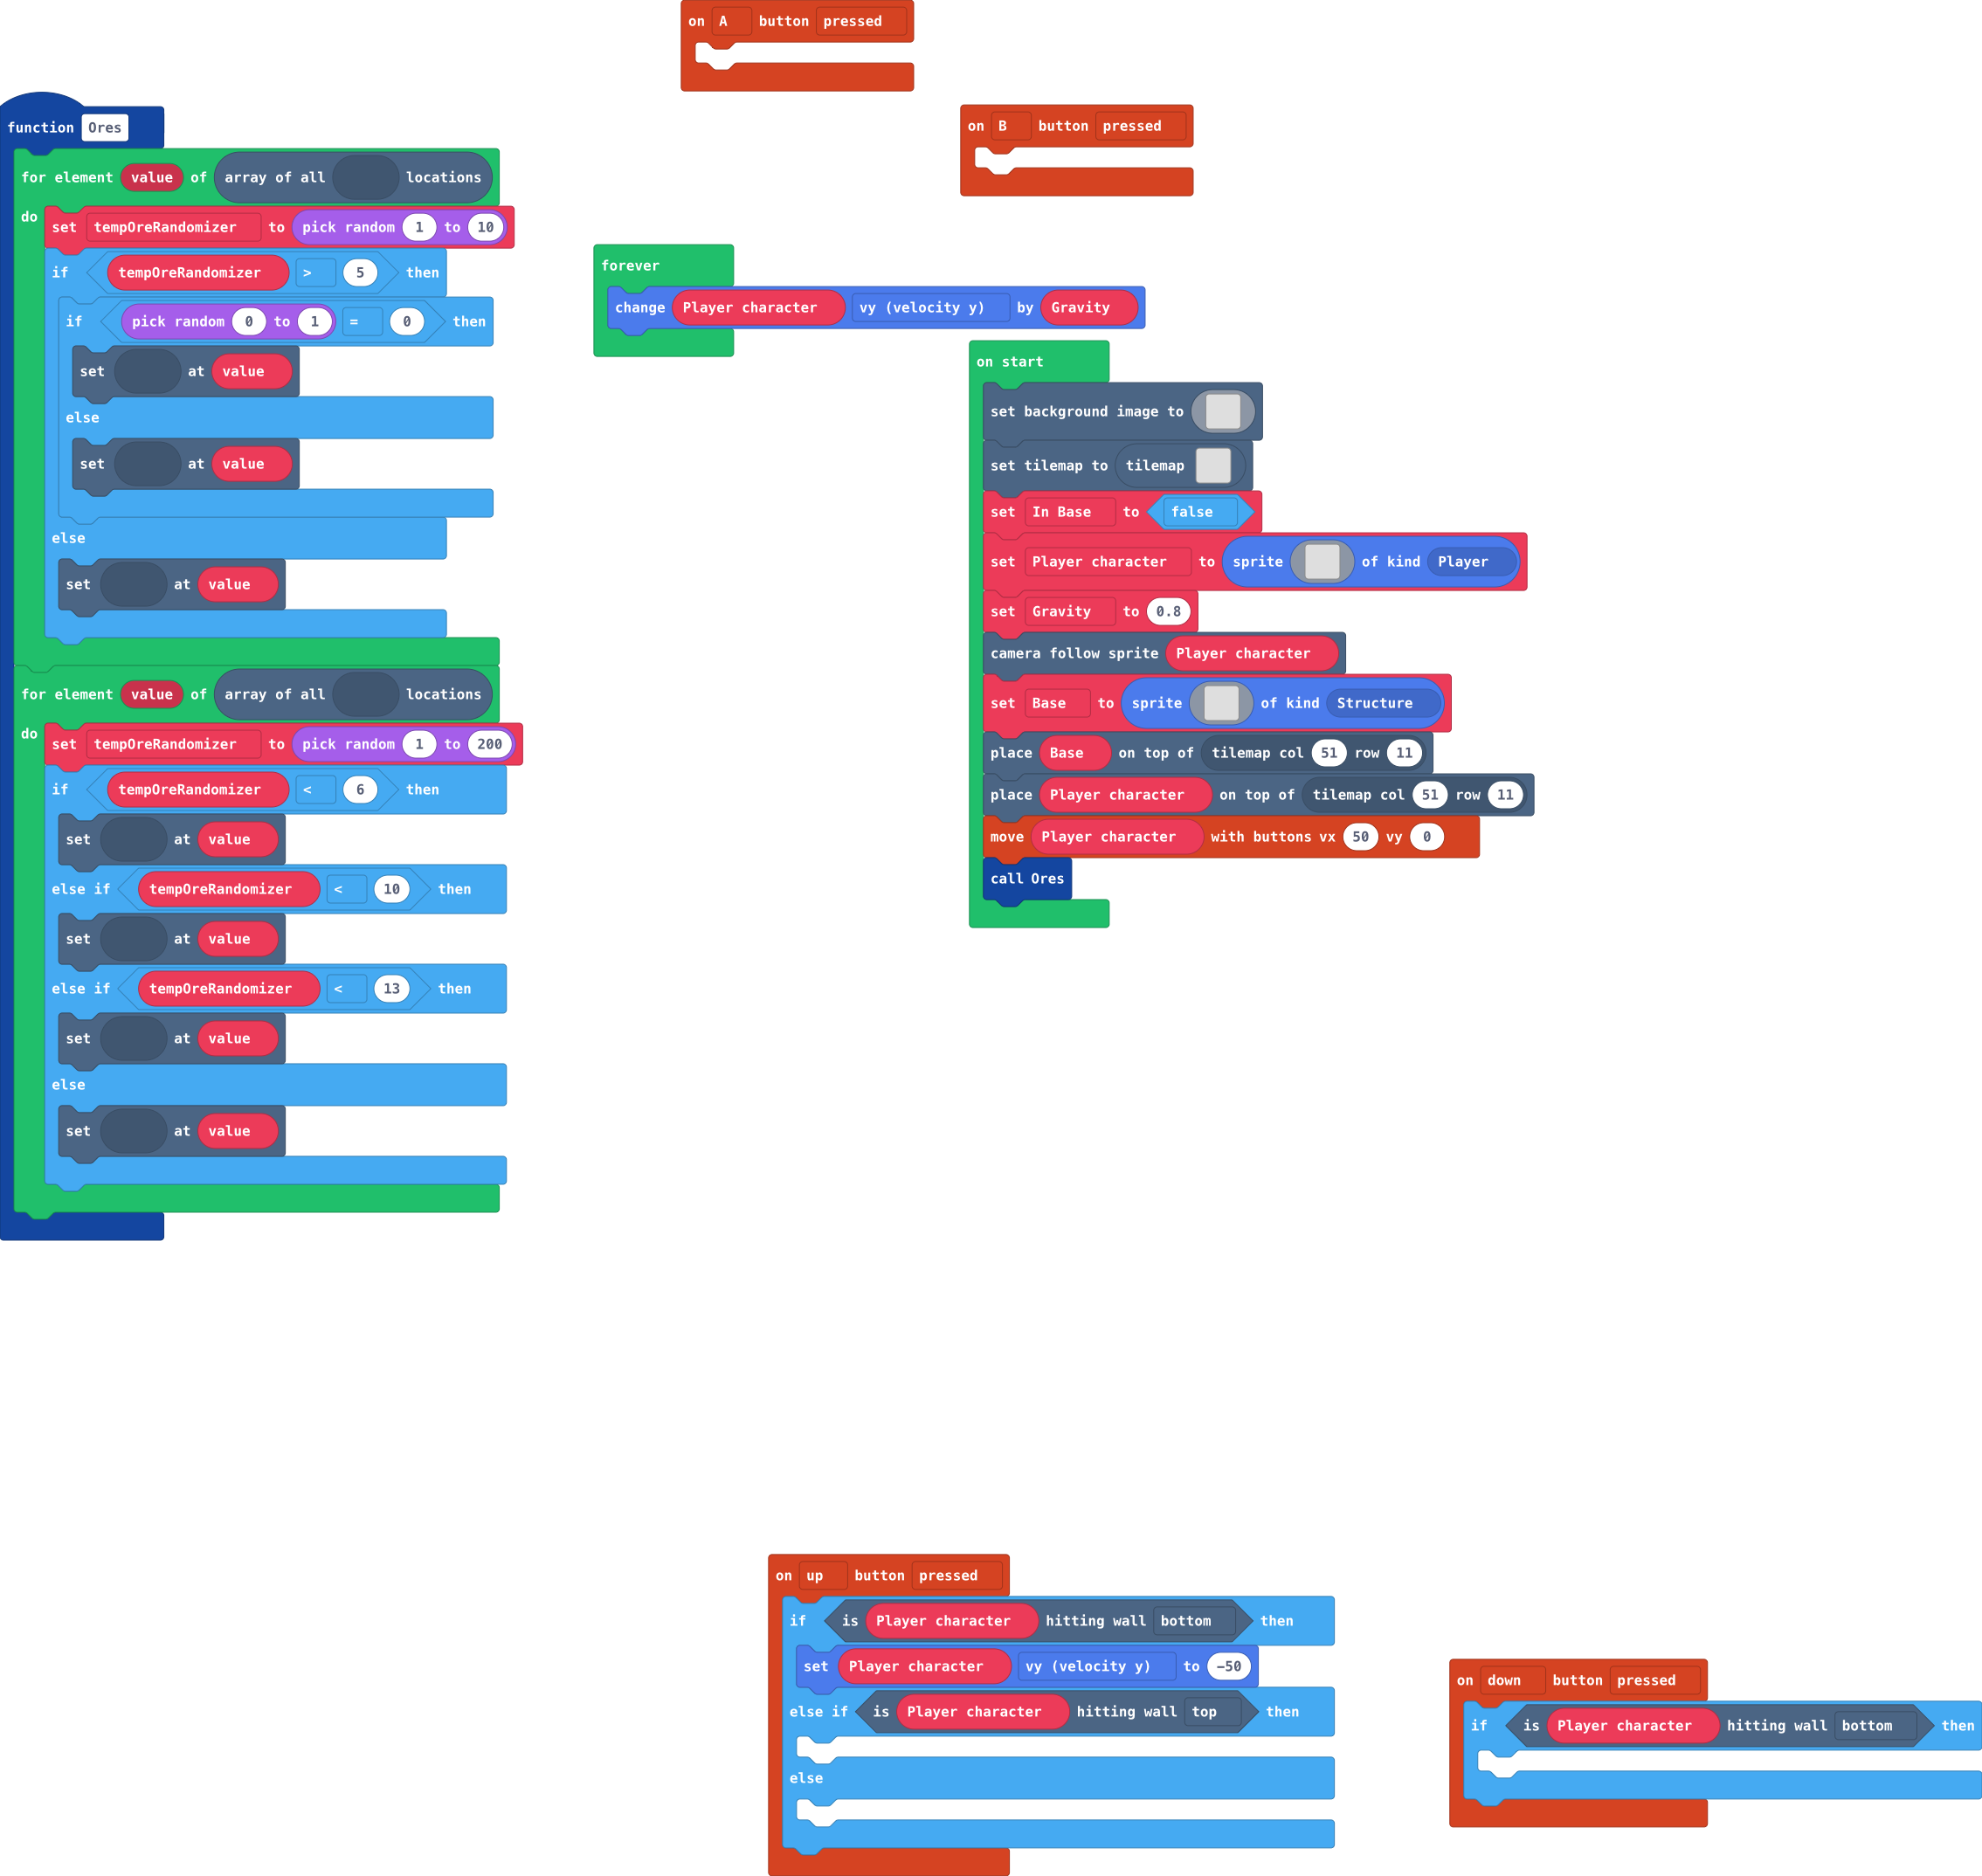 on A button pressed
function Ores
for element value of array of all locations
do set tempOreRandomizer to pick random 1 to 10
if tempOreRandomizer > 5 then
if pick random 0 to 1 = 0 then
set at value
else
set at value
else
set at value
for element value of array of all locations
do set tempOreRandomizer to pick random 1 to 200
if tempOreRandomizer < 6 then
set at value
else if tempOreRandomizer < 10 then
set at value
else if tempOreRandomizer < 13 then
set at value
else
set at value
on B button pressed
forever
change Player character vy (velocity y) by Gravity
on start
set background image to
set tilemap to tilemap
set In Base to false
set Player character to sprite of kind Player
set Gravity to 0.8
camera follow sprite Player character
set Base to sprite of kind Structure
place Base on top of tilemap col 51 row 11
place Player character on top of tilemap col 51 row 11
move Player character with buttons vx 50 vy 0
call Ores
on up button pressed
if is Player character hitting wall bottom then
set Player character vy (velocity y) to −50
else if is Player character hitting wall top then
else
on down button pressed
if is Player character hitting wall bottom then